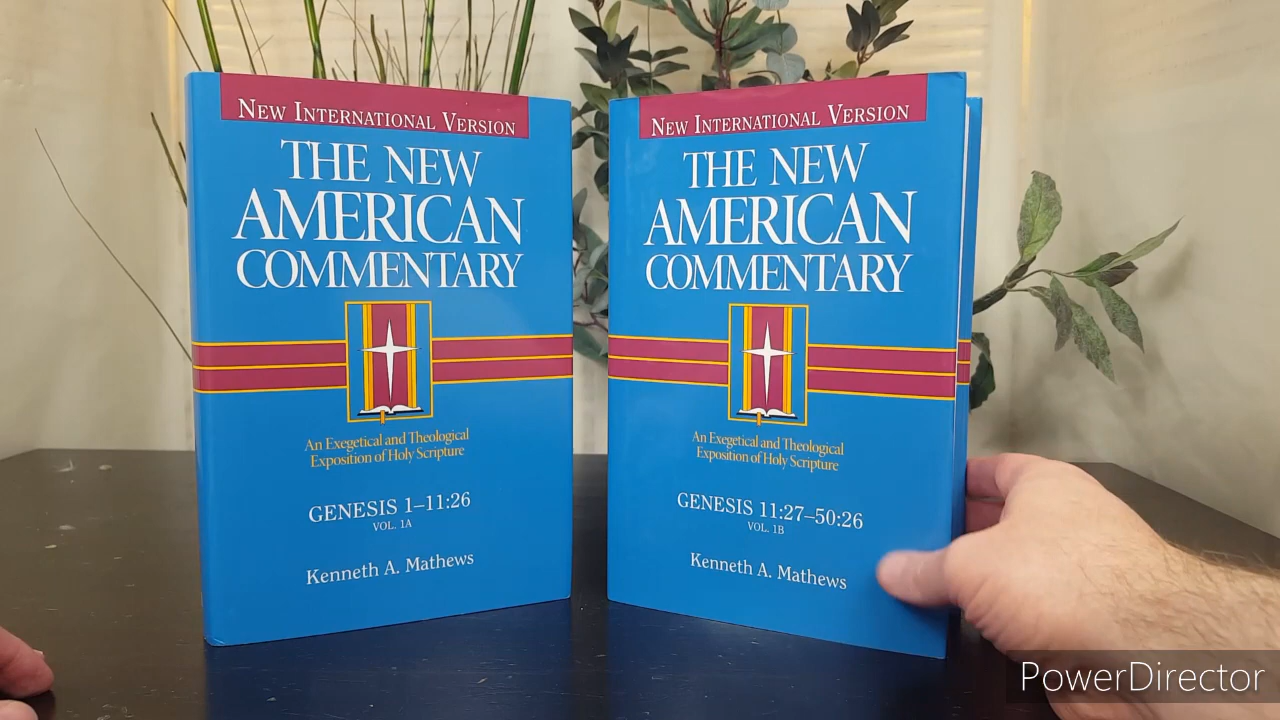 NEW INTERNATIONAL VERSION
THE NEW
AMERICAN
COMMENTARY
An Exegetical and Theological
Exposition of Holy Scripture
GENESIS 1–11:26
VOL. 1A
Kenneth A. Mathews
NEW INTERNATIONAL VERSION
THE NEW
AMERICAN
COMMENTARY
An Exegetical and Theological
Exposition of Holy Scripture
GENESIS 11:27–50:26
VOL. 1B
Kenneth A. Mathews
PowerDirector